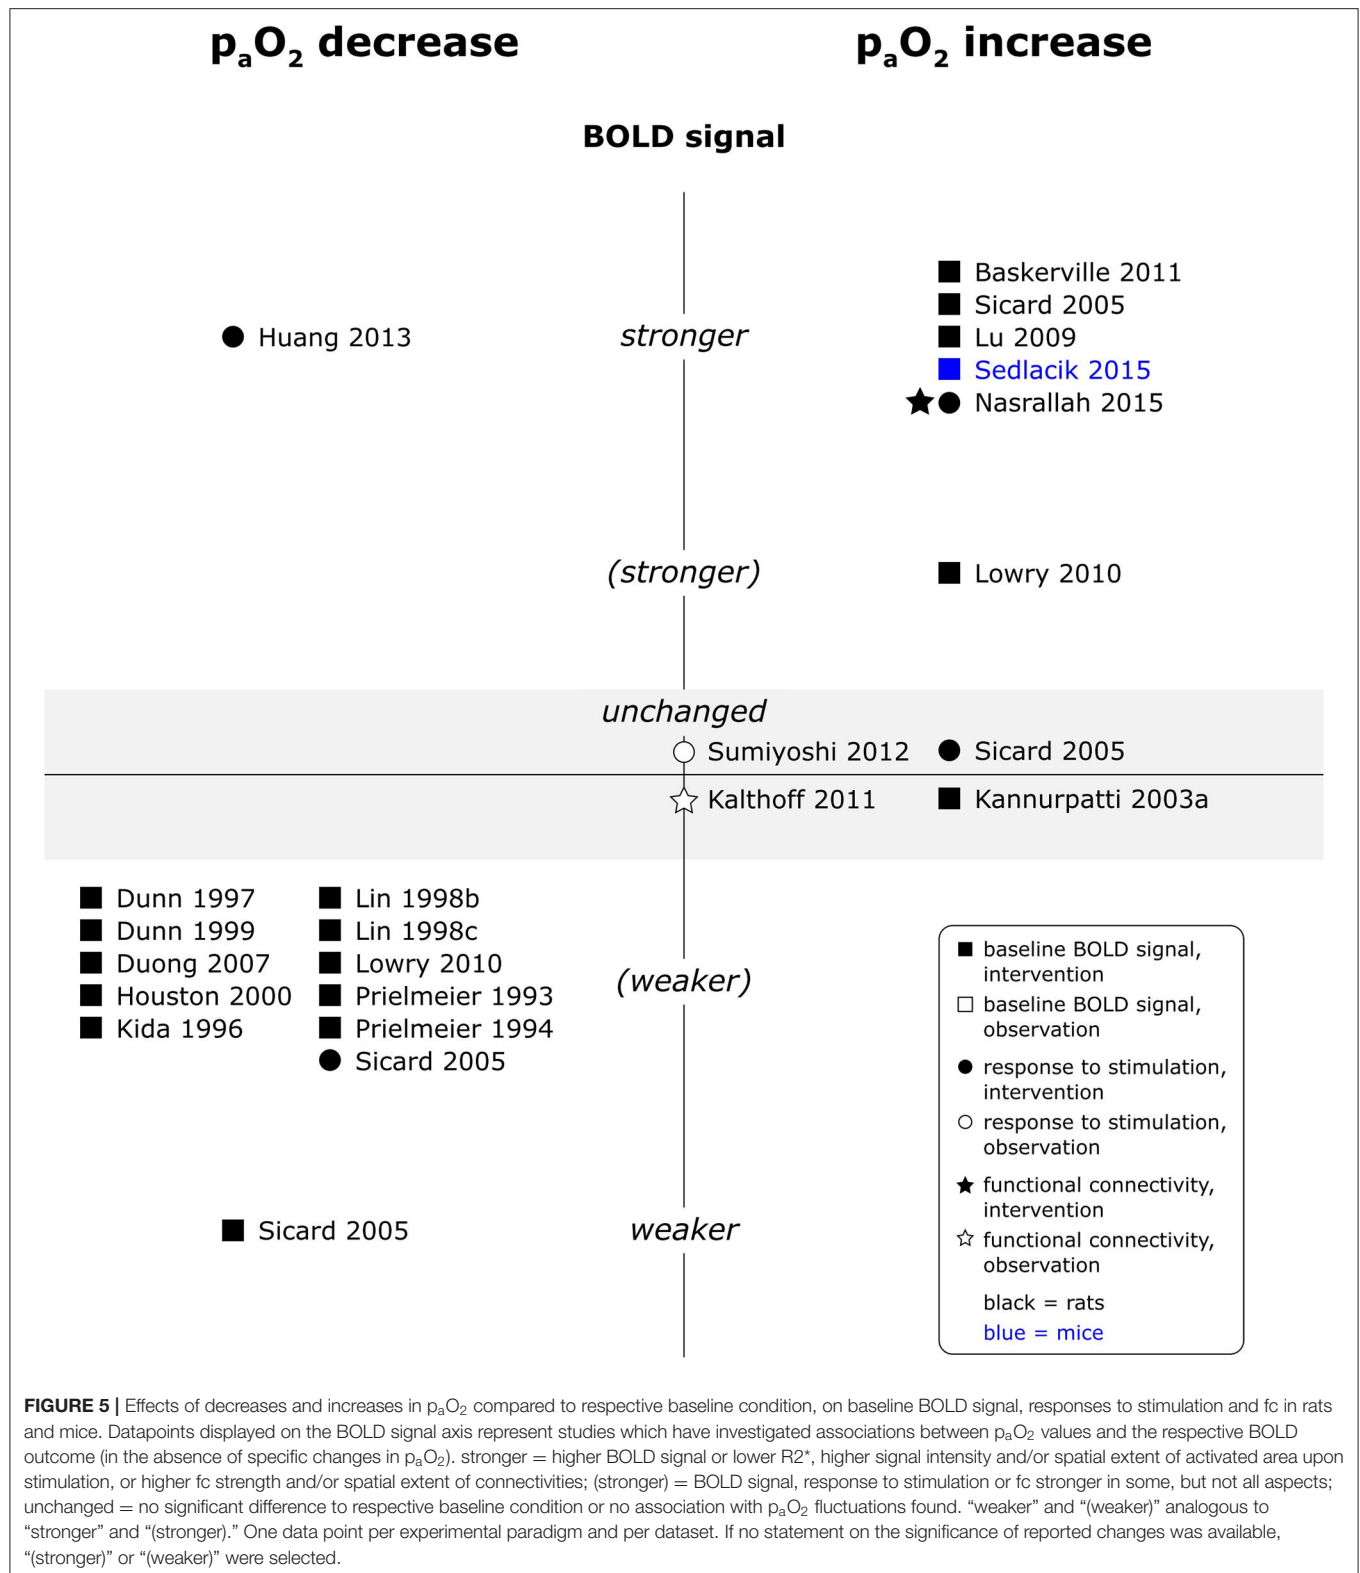 pₐO₂ decrease
pₐO₂ increase
BOLD signal
Baskerville 2011
Sicard 2005
Huang 2013
stronger
Lu 2009
Sedlacik 2015
Nasrallah 2015
(stronger)
Lowry 2010
unchanged
Sumiyoshi 2012
Sicard 2005
Kalthoff 2011
Kannurpatti 2003a
Dunn 1997
Dunn 1999
Duong 2007
Houston 2000
Kida 1996
Lin 1998b
Lin 1998c
Lowry 2010
Prielmeier 1993
Prielmeier 1994
Sicard 2005
(weaker)
Sicard 2005
weaker
baseline BOLD signal,
intervention
baseline BOLD signal,
observation
response to stimulation,
intervention
response to stimulation,
observation
functional connectivity,
intervention
functional connectivity,
observation
black = rats
blue = mice
FIGURE 5 | Effects of decreases and increases in pₐO₂ compared to respective baseline condition, on baseline BOLD signal, responses to stimulation and fc in rats
and mice. Datapoints displayed on the BOLD signal axis represent studies which have investigated associations between pₐO₂ values and the respective BOLD
outcome (in the absence of specific changes in pₐO₂). stronger = higher BOLD signal or lower R2*, higher signal intensity and/or spatial extent of activated area upon
stimulation, or higher fc strength and/or spatial extent of connectivities; (stronger) = BOLD signal, response to stimulation or fc stronger in some, but not all aspects;
unchanged = no significant difference to respective baseline condition or no association with pₐO₂ fluctuations found. “weaker” and “(weaker)” analogous to
“stronger” and “(stronger).” One data point per experimental paradigm and per dataset. If no statement on the significance of reported changes was available,
“(stronger)” or “(weaker)” were selected.